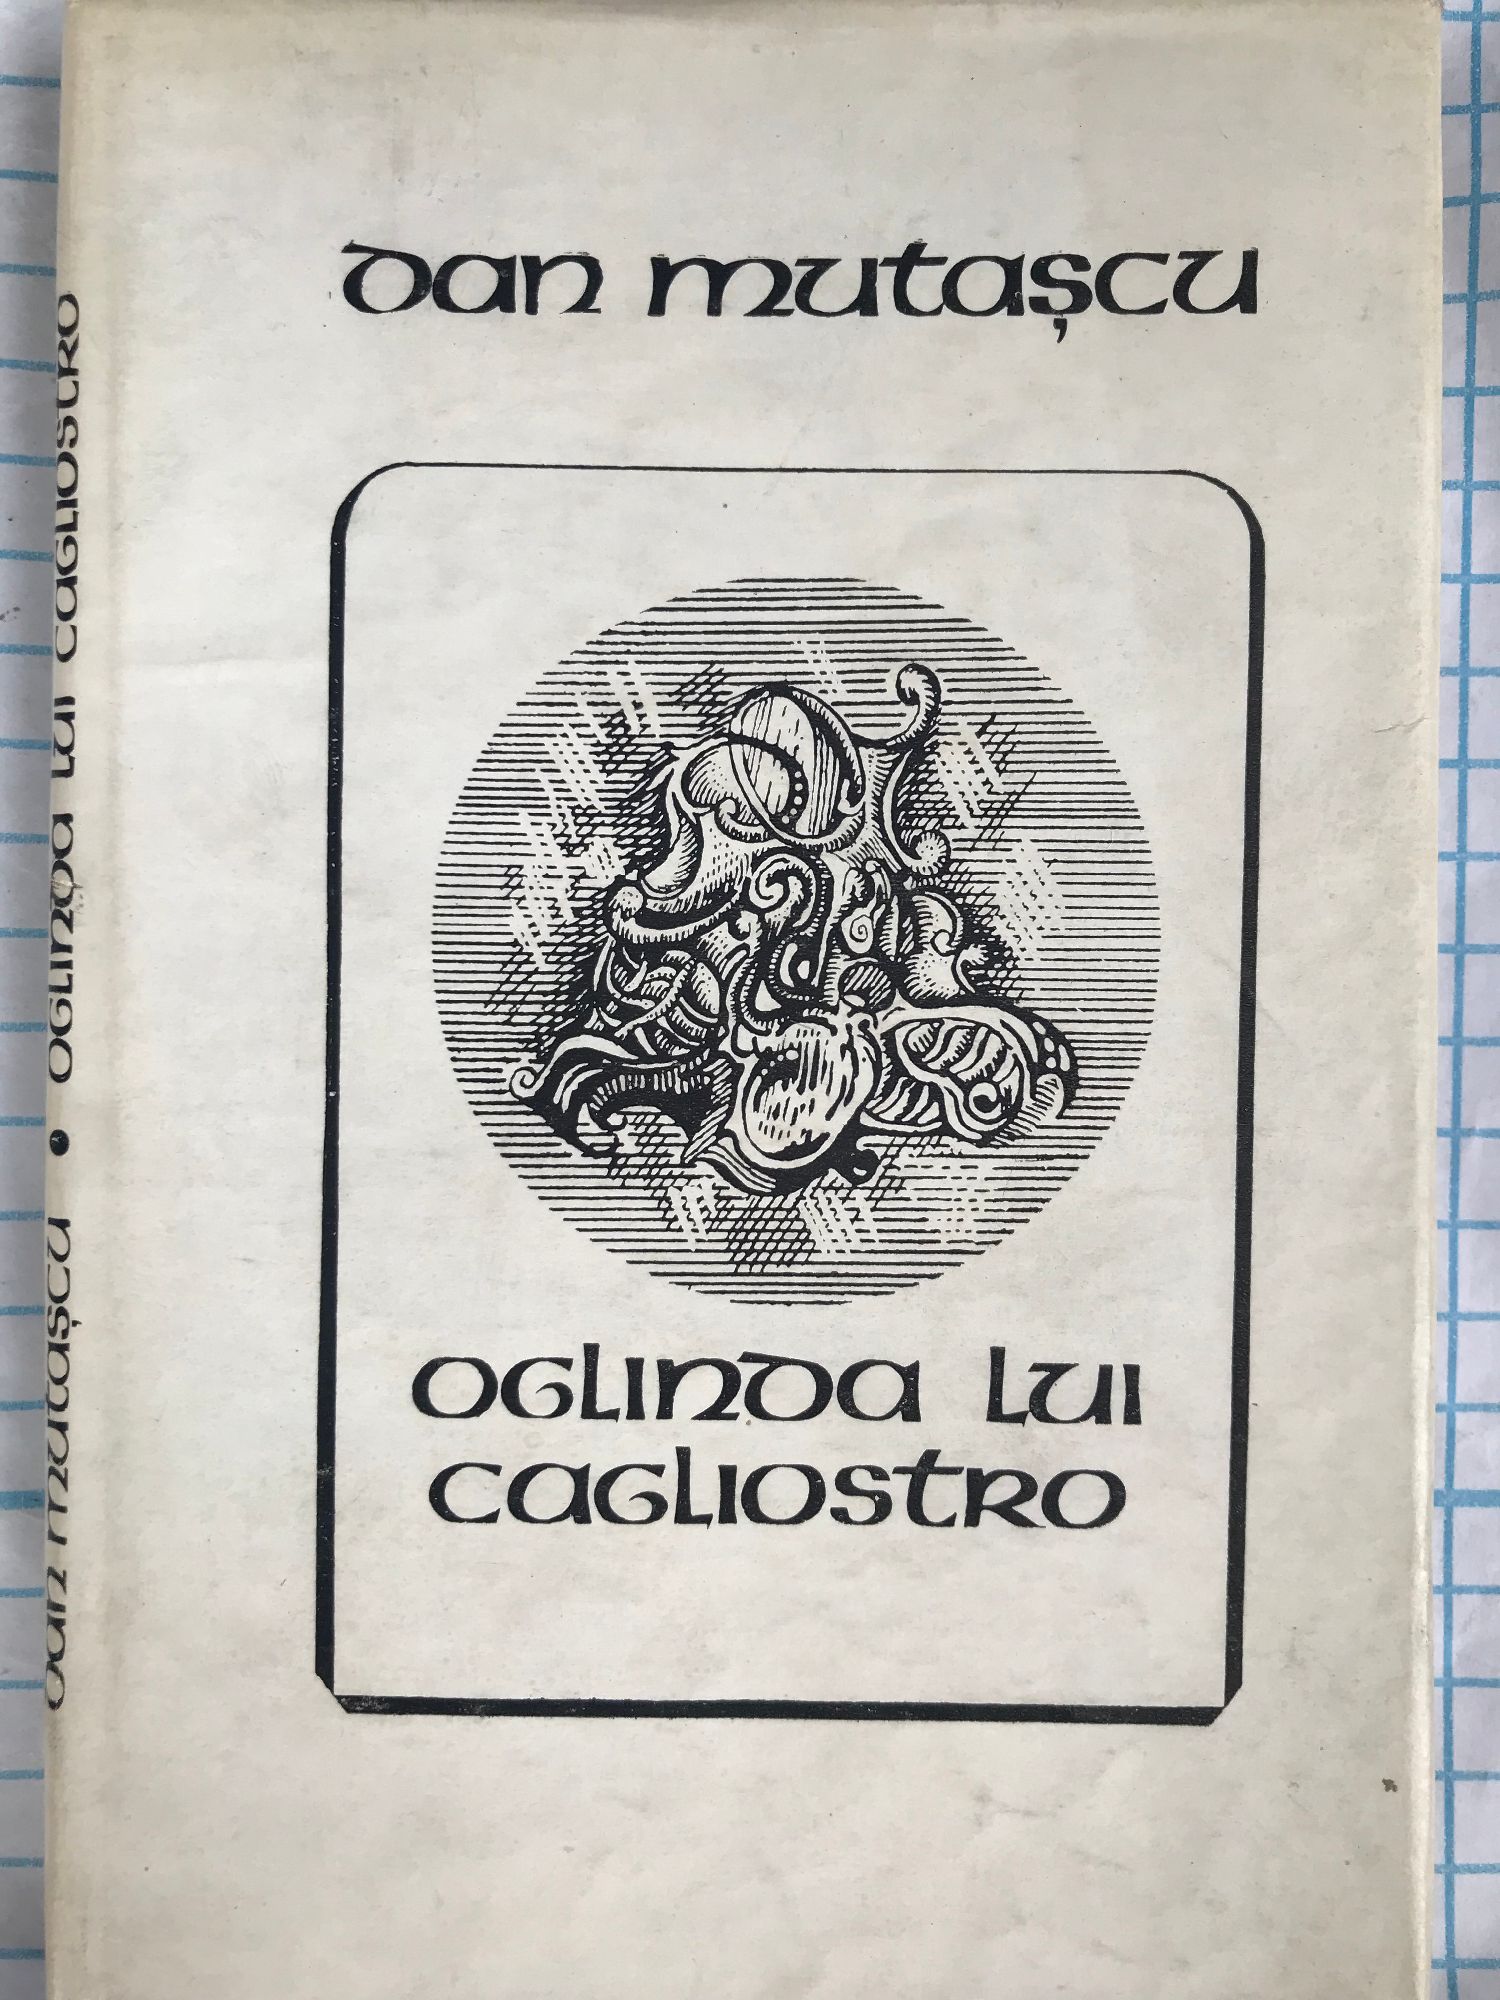 dan mutașcu
OGLINDA LUI
CAGLIOSTRO
dan mutașcu • OGLINDA LUI CAGLIOSTRO